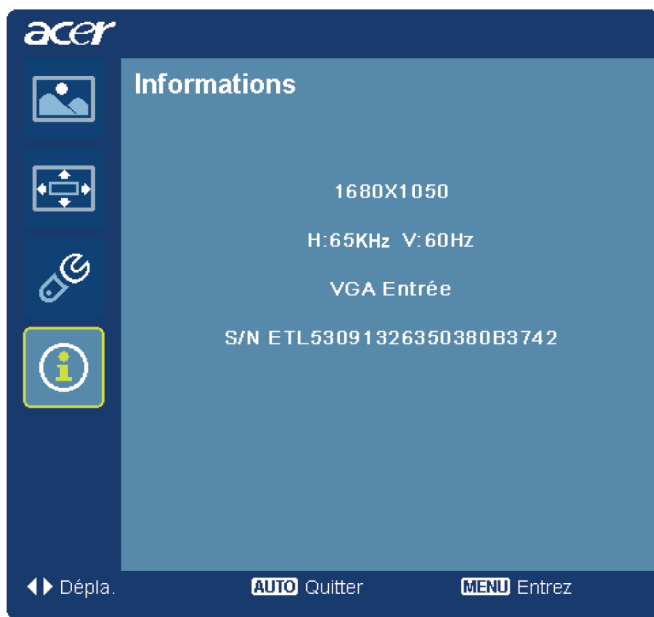 acer
Informations
1680X1050
H:65KHz V:60Hz
VGA Entrée
S/N ETL53091326350380B3742
Dépla.
AUTO Quitter
MENU Entrez